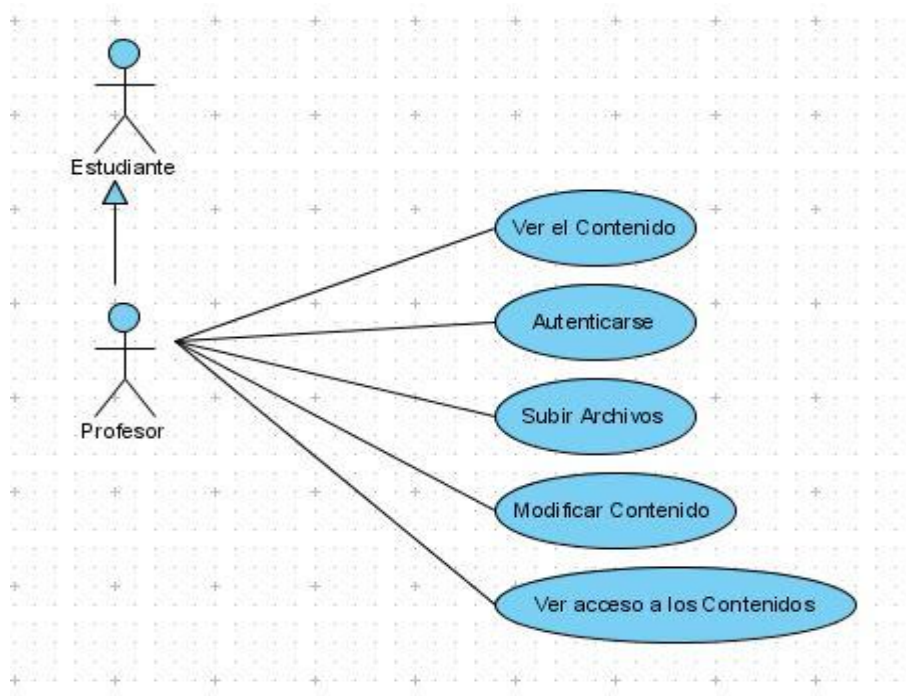 Estudiante
Ver el Contenido
Autenticarse
Subir Archivos
Profesor
Modificar Contenido
Ver acceso a los Contenidos